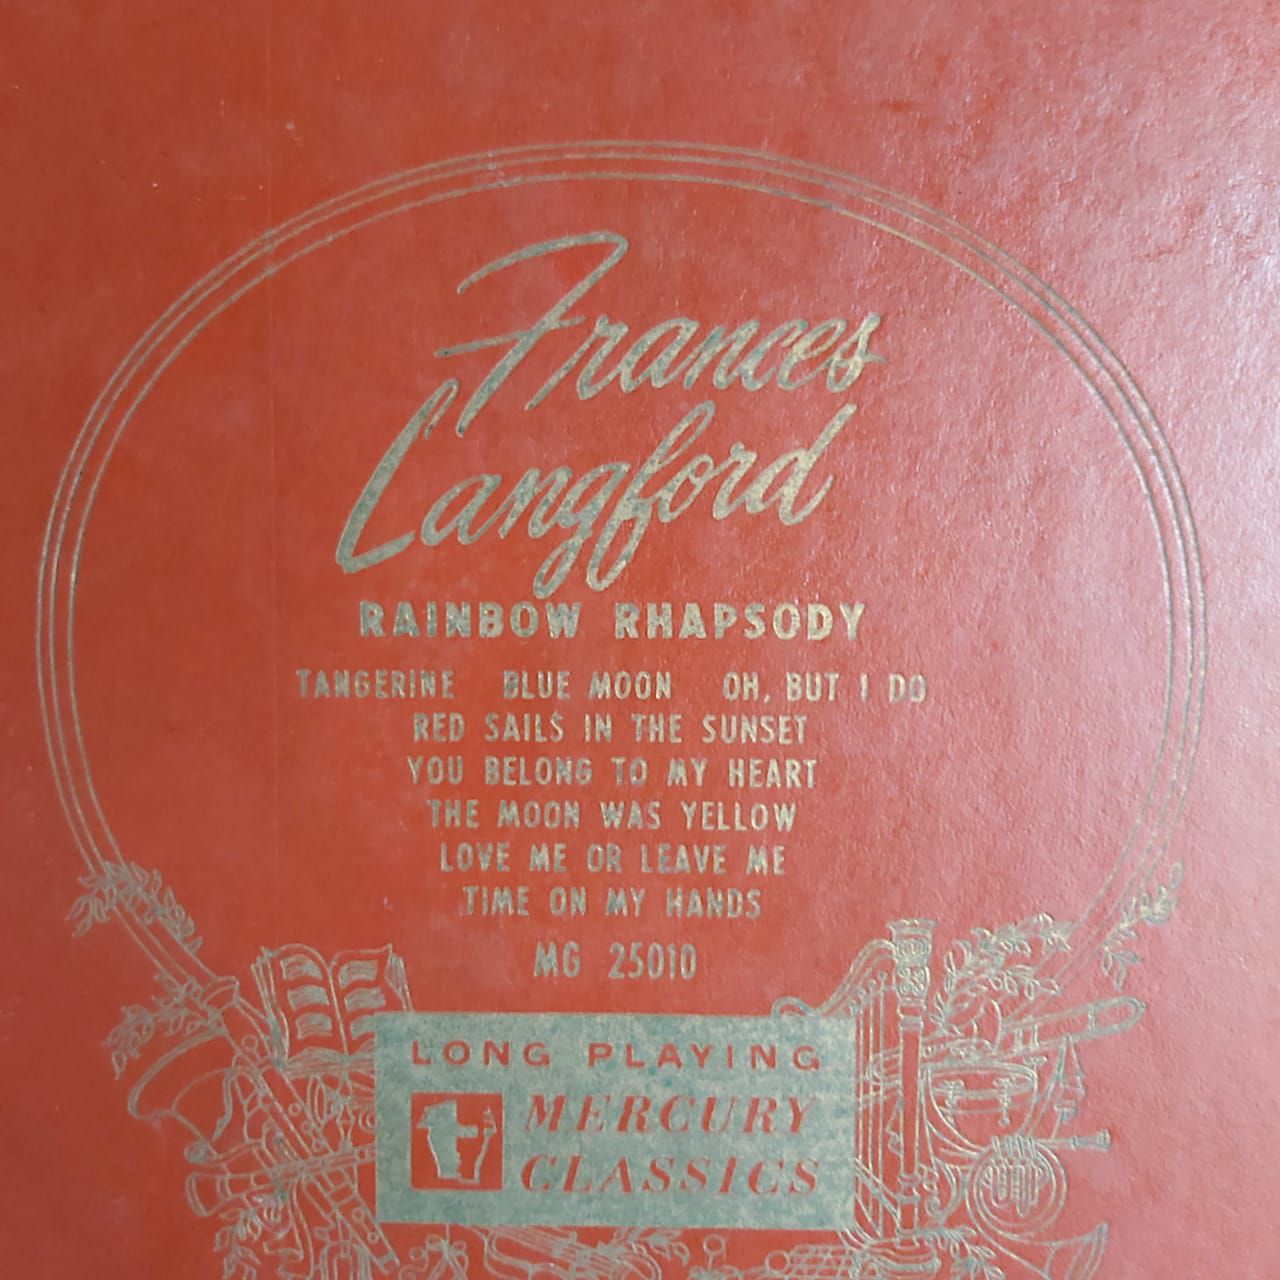 Frances
Langford
RAINBOW RHAPSODY
TANGERINE BLUE MOON OH, BUT I DO
RED SAILS IN THE SUNSET
YOU BELONG TO MY HEART
THE MOON WAS YELLOW
LOVE ME OR LEAVE ME
TIME ON MY HANDS
MG 25010
LONG PLAYING
MERCURY
CLASSICS